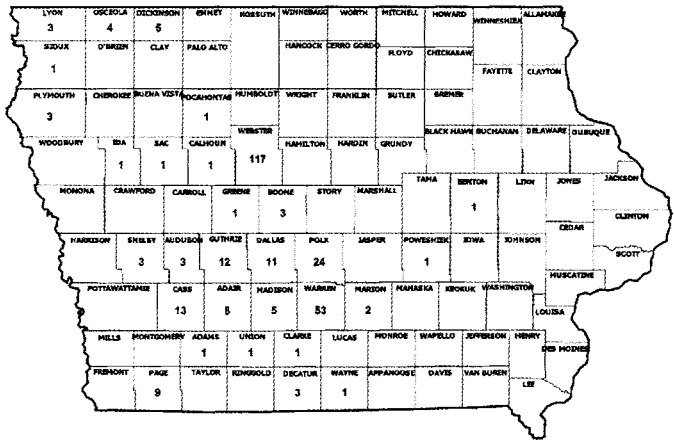 LYON OSCEOLA DICKINSON EMMET KOSSUTH WINNEBAGO WORTH MITCHELL HOWARD WINNESHIEK ALLAMAKEE
3 4 5
SIOUX O'BRIEN CLAY PALO ALTO HANCOCK CERRO GORDO FLOYD CHICKASAW
1
FAYETTE CLAYTON
PLYMOUTH CHEROKEE BUENA VISTA POCAHONTAS HUMBOLDT WRIGHT FRANKLIN BUTLER BREMER
3 1
WEBSTER BLACK HAWK BUCHANAN DELAWARE DUBUQUE
WOODBURY IDA SAC CALHOUN HAMILTON HARDIN GRUNDY
1 1 1 117
TAMA BENTON LINN JONES JACKSON
MONONA CRAWFORD CARROLL GREENE BOONE STORY MARSHALL
1 3 1
CLINTON
CEDAR
HARRISON SHELBY AUDUBON GUTHRIE DALLAS POLK JASPER POWESHIEK IOWA JOHNSON
SCOTT
3 3 12 11 24 1
MUSCATINE
POTTAWATTAMIE CASS ADAIR MADISON WARREN MARION MAHASKA KEOKUK WASHINGTON
13 5 53 2
LOUISA
MILLS MONTGOMERY ADAMS UNION CLARKE LUCAS MONROE WAPELLO JEFFERSON HENRY
1 1 1
DES MOINES
FREMONT PAGE TAYLOR RINGGOLD DECATUR WAYNE APPANOOSE DAVIS VAN BUREN
LEE
9 3 1